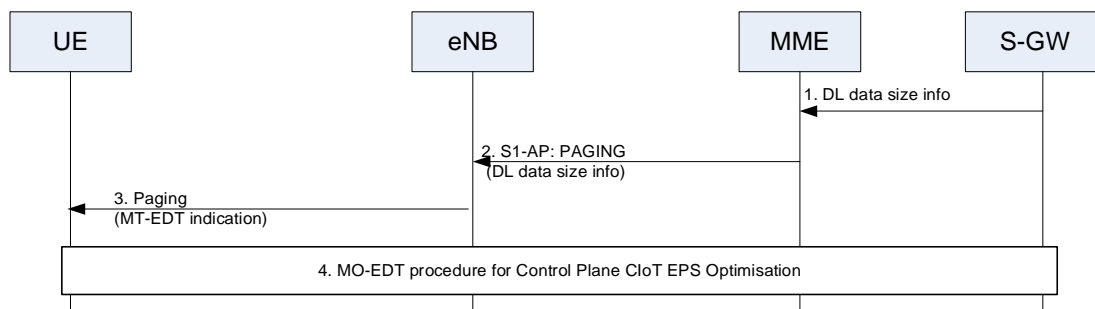 UE
eNB
MME
S-GW
1. DL data size info
2. S1-AP: PAGING
(DL data size info)
3. Paging
(MT-EDT indication)
4. MO-EDT procedure for Control Plane CIoT EPS Optimisation